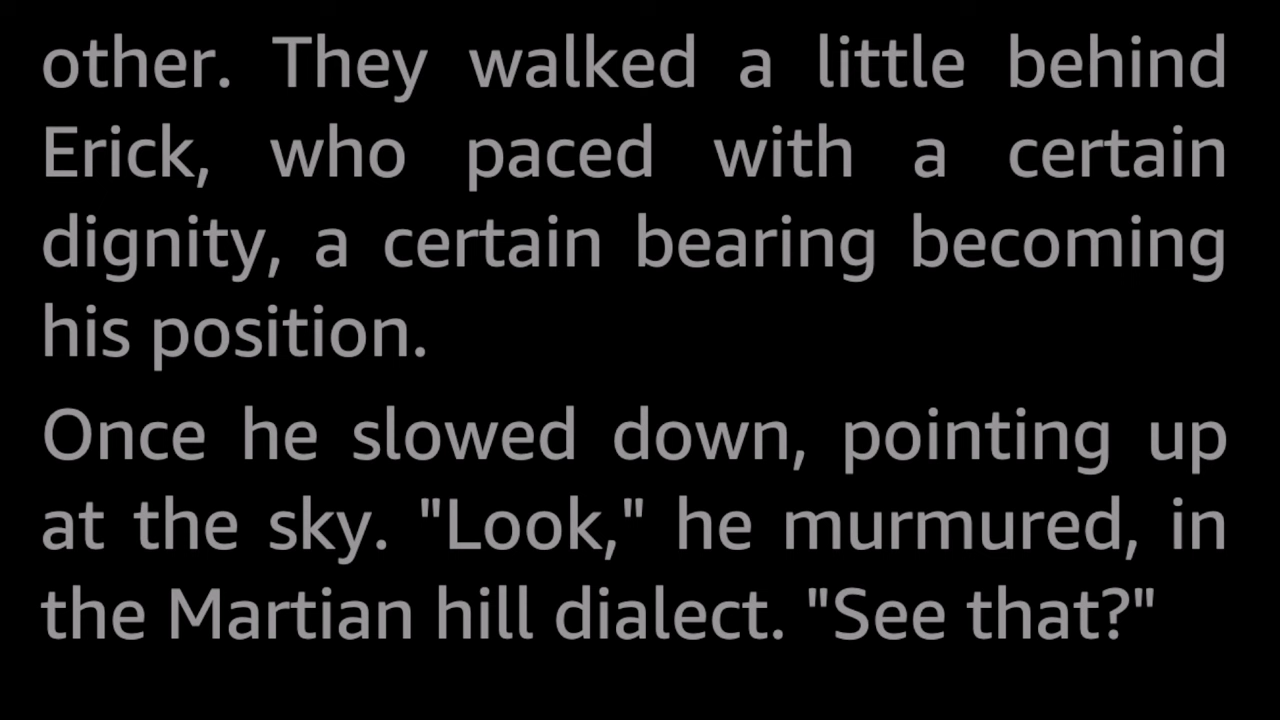 other. They walked a little behind
Erick, who paced with a certain
dignity, a certain bearing becoming
his position.
Once he slowed down, pointing up
at the sky. "Look," he murmured, in
the Martian hill dialect. "See that?"